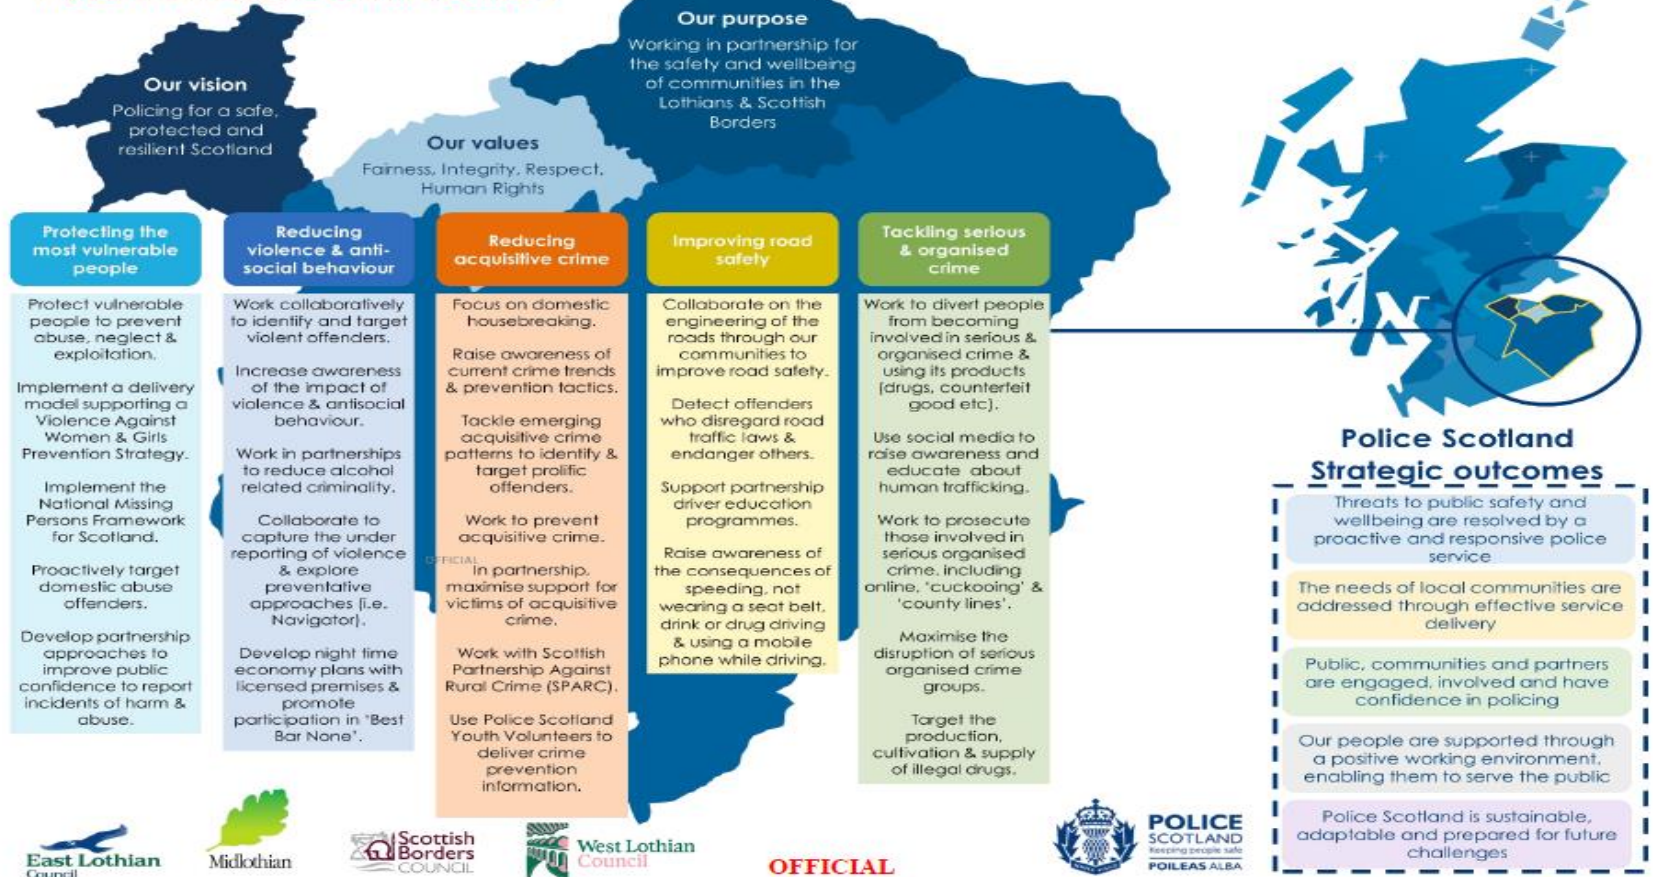 Our vision
Policing for a safe,
protected and
resilient Scotland
Our values
Fairness, Integrity, Respect,
Human Rights
Our purpose
Working in partnership for
the safety and wellbeing
of communities in the
Lothians & Scottish
Borders
Protecting the
most vulnerable
people
Protect vulnerable
people to prevent
abuse, neglect &
exploitation.
Implement a delivery
model supporting a
Violence Against
Women & Girls
Prevention Strategy.
Implement the
National Missing
Persons Framework
for Scotland.
Proactively target
domestic abuse
offenders.
Develop partnership
approaches to
improve public
confidence to report
incidents of harm &
abuse.
Reducing
violence & anti-
social behaviour
Work collaboratively
to identify and target
violent offenders.
Increase awareness
of the impact of
violence & antisocial
behaviour.
Work in partnerships
to reduce alcohol
related criminality.
Collaborate to
capture the under
reporting of violence
& explore
preventative
approaches (i.e.
Navigator).
Develop night time
economy plans with
licensed premises &
promote
participation in 'Best
Bar None'.
Reducing
acquisitive crime
Focus on domestic
housebreaking.
Raise awareness of
current crime trends
& prevention tactics.
Tackle emerging
acquisitive crime
patterns to identify &
target prolific
offenders.
Work to prevent
acquisitive crime.
OFFICIAL
In partnership,
maximise support for
victims of acquisitive
crime.
Work with Scottish
Partnership Against
Rural Crime (SPARC).
Use Police Scotland
Youth Volunteers to
deliver crime
prevention
information.
Improving road
safety
Collaborate on the
engineering of the
roads through our
communities to
improve road safety.
Detect offenders
who disregard road
traffic laws &
endanger others.
Support partnership
driver education
programmes.
Raise awareness of
the consequences of
speeding, not
wearing a seat belt,
drink or drug driving
& using a mobile
phone while driving.
Tackling serious
& organised
crime
Work to divert people
from becoming
involved in serious &
organised crime &
using its products
(drugs, counterfeit
good etc).
Use social media to
raise awareness and
educate about
human trafficking.
Work to prosecute
those involved in
serious organised
crime, including
online, 'cuckooing' &
'county lines'.
Maximise the
disruption of serious
organised crime
groups.
Target the
production,
cultivation & supply
of illegal drugs.
Police Scotland
Strategic outcomes
Threats to public safety and
wellbeing are resolved by a
proactive and responsive police
service
The needs of local communities are
addressed through effective service
delivery
Public, communities and partners
are engaged, involved and have
confidence in policing
Our people are supported through
a positive working environment,
enabling them to serve the public
Police Scotland is sustainable,
adaptable and prepared for future
challenges
East Lothian
Council
Midlothian
Scottish
Borders
COUNCIL
West Lothian
Council
OFFICIAL
POLICE
SCOTLAND
Keeping people safe
POILEAS ALBA